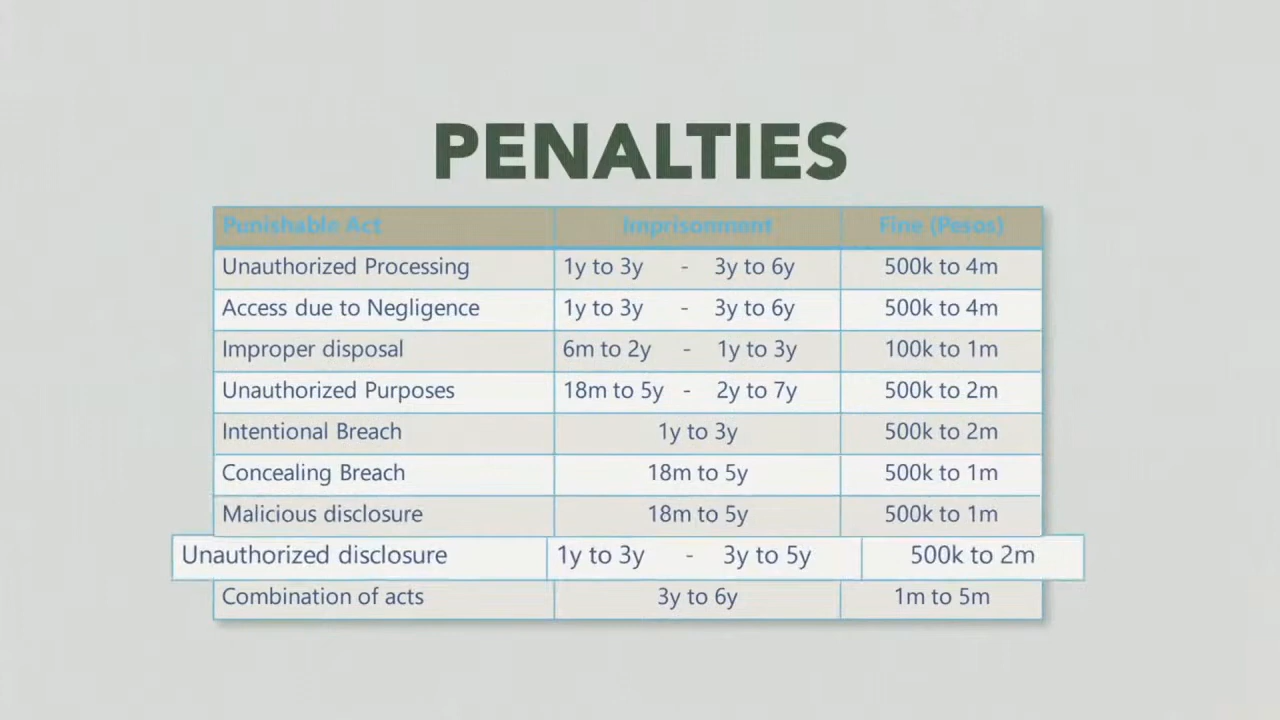 PENALTIES
Punishable Act Imprisonment Fine (Pesos)
Unauthorized Processing 1y to 3y - 3y to 6y 500k to 4m
Access due to Negligence 1y to 3y - 3y to 6y 500k to 4m
Improper disposal 6m to 2y - 1y to 3y 100k to 1m
Unauthorized Purposes 18m to 5y - 2y to 7y 500k to 2m
Intentional Breach 1y to 3y 500k to 2m
Concealing Breach 18m to 5y 500k to 1m
Malicious disclosure 18m to 5y 500k to 1m
Unauthorized disclosure 1y to 3y - 3y to 5y 500k to 2m
Combination of acts 3y to 6y 1m to 5m